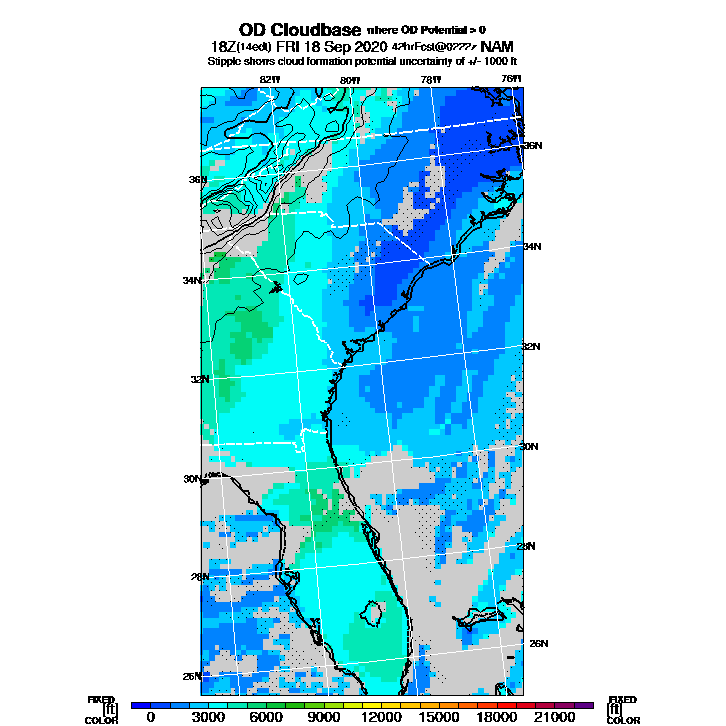 OD Cloudbase where OD Potential > 0
18Z(14edt) FRI 18 Sep 2020 42hrFcst@0???z NAM
Stipple shows cloud formation potential uncertainty of +/- 1000 ft
82W 80W 78W 76W
36N
36N
34N
34N
32N
32N
30N
30N
28N
28N
26N
26N
FIXED FIXED
[ft] [ft]
COLOR COLOR
0 3000 6000 9000 12000 15000 18000 21000